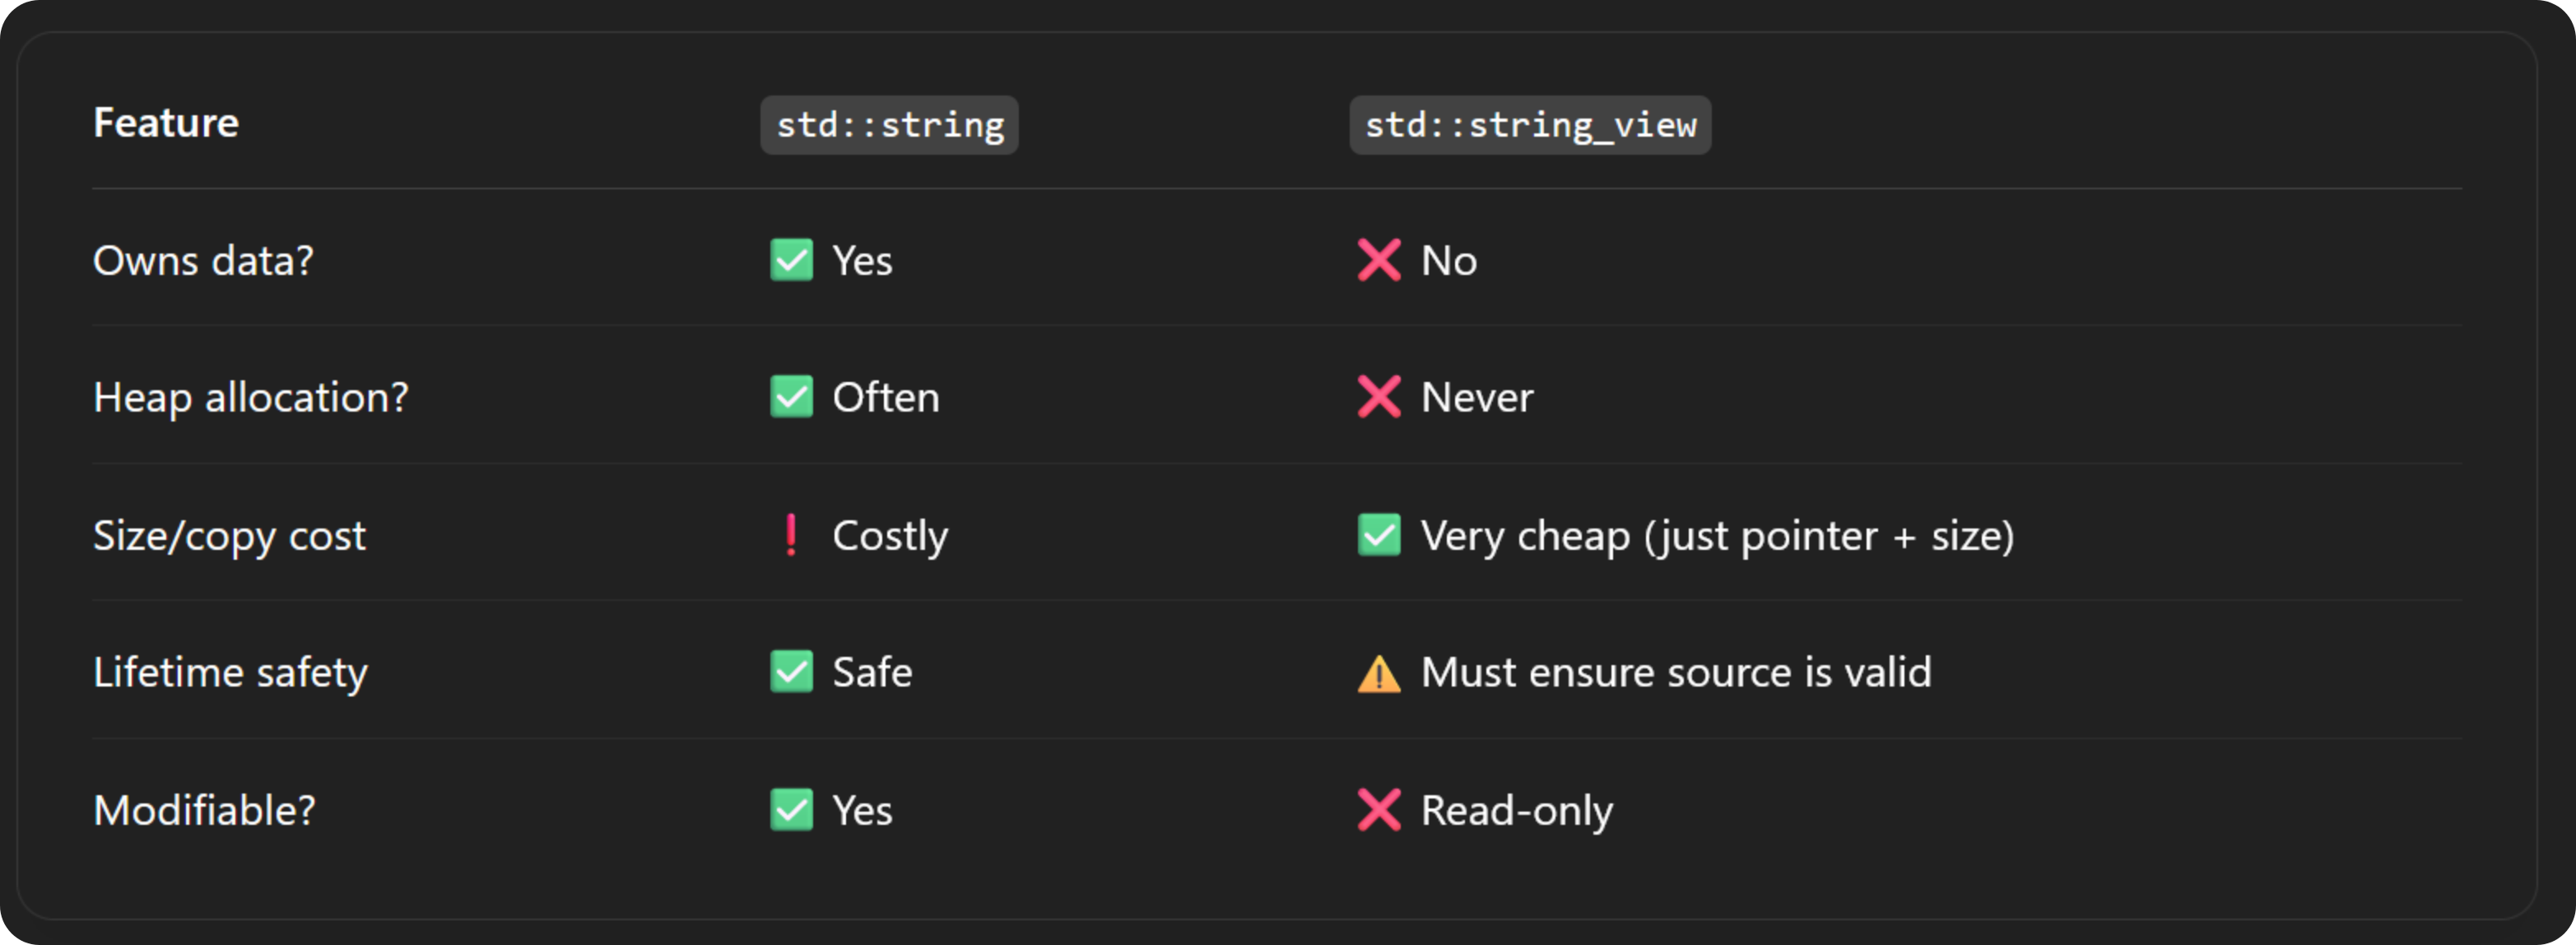 Feature std::string std::string_view
Owns data? ✅ Yes ❌ No
Heap allocation? ✅ Often ❌ Never
Size/copy cost ❗ Costly ✅ Very cheap (just pointer + size)
Lifetime safety ✅ Safe ⚠️ Must ensure source is valid
Modifiable? ✅ Yes ❌ Read-only